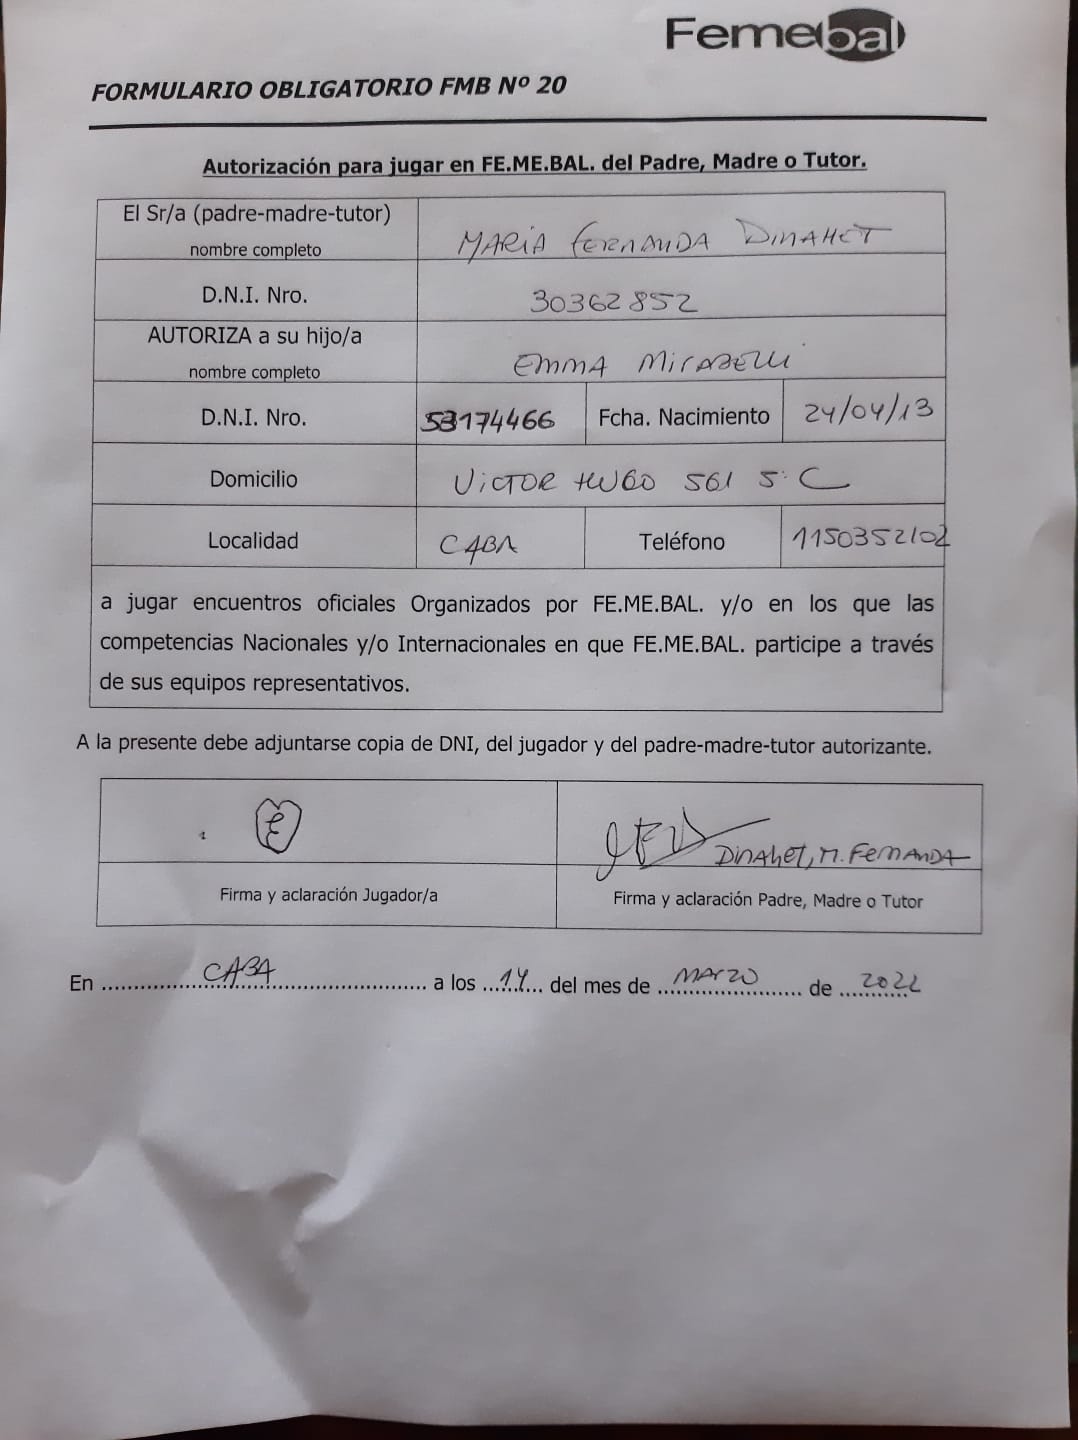 Femebal
FORMULARIO OBLIGATORIO FMB Nº 20
Autorización para jugar en FE.ME.BAL. del Padre, Madre o Tutor.
El Sr/a (padre-madre-tutor)
nombre completo
MARÍA FERNANDA DINAHET
D.N.I. Nro.
30362852
AUTORIZA a su hijo/a
nombre completo
EMMA MIRABELLI
D.N.I. Nro.
53174466
Fcha. Nacimiento
24/04/13
Domicilio
VICTOR HUGO 561 5° C
Localidad
CABA
Teléfono
1150352102
a jugar encuentros oficiales Organizados por FE.ME.BAL. y/o en los que las
competencias Nacionales y/o Internacionales en que FE.ME.BAL. participe a través
de sus equipos representativos.
A la presente debe adjuntarse copia de DNI, del jugador y del padre-madre-tutor autorizante.
DINAHET, M. FERNANDA
Firma y aclaración Jugador/a
Firma y aclaración Padre, Madre o Tutor
En CABA a los 14 del mes de MARZO de 2022